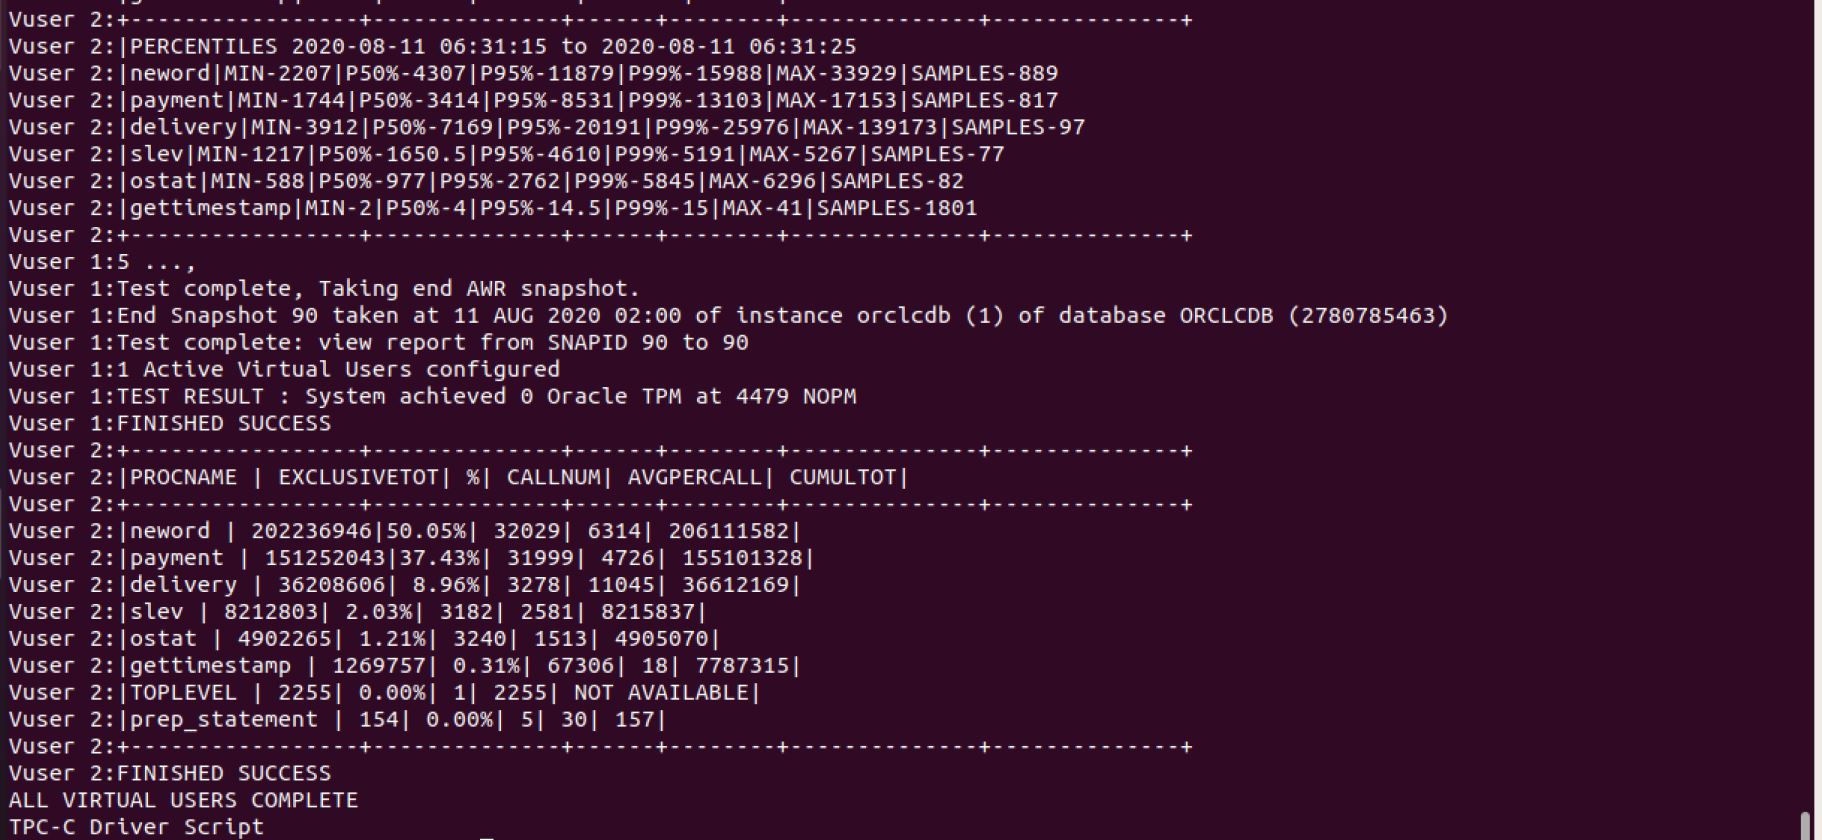 Vuser 2:+-----------------+--------------+------+--------+--------------+--------------+
Vuser 2:|PERCENTILES 2020-08-11 06:31:15 to 2020-08-11 06:31:25
Vuser 2:|neword|MIN-2207|P50%-4307|P95%-11879|P99%-15988|MAX-33929|SAMPLES-889
Vuser 2:|payment|MIN-1744|P50%-3414|P95%-8531|P99%-13103|MAX-17153|SAMPLES-817
Vuser 2:|delivery|MIN-3912|P50%-7169|P95%-20191|P99%-25976|MAX-139173|SAMPLES-97
Vuser 2:|slev|MIN-1217|P50%-1650.5|P95%-4610|P99%-5191|MAX-5267|SAMPLES-77
Vuser 2:|ostat|MIN-588|P50%-977|P95%-2762|P99%-5845|MAX-6296|SAMPLES-82
Vuser 2:|gettimestamp|MIN-2|P50%-4|P95%-14.5|P99%-15|MAX-41|SAMPLES-1801
Vuser 2:+-----------------+--------------+------+--------+--------------+--------------+
Vuser 1:5 ...,
Vuser 1:Test complete, Taking end AWR snapshot.
Vuser 1:End Snapshot 90 taken at 11 AUG 2020 02:00 of instance orclcdb (1) of database ORCLCDB (2780785463)
Vuser 1:Test complete: view report from SNAPID 90 to 90
Vuser 1:1 Active Virtual Users configured
Vuser 1:TEST RESULT : System achieved 0 Oracle TPM at 4479 NOPM
Vuser 1:FINISHED SUCCESS
Vuser 2:+-----------------+--------------+------+--------+--------------+--------------+
Vuser 2:|PROCNAME | EXCLUSIVETOT| %| CALLNUM| AVGPERCALL| CUMULTOT|
Vuser 2:+-----------------+--------------+------+--------+--------------+--------------+
Vuser 2:|neword | 202236946|50.05%| 32029| 6314| 206111582|
Vuser 2:|payment | 151252043|37.43%| 31999| 4726| 155101328|
Vuser 2:|delivery | 36208606| 8.96%| 3278| 11045| 36612169|
Vuser 2:|slev | 8212803| 2.03%| 3182| 2581| 8215837|
Vuser 2:|ostat | 4902265| 1.21%| 3240| 1513| 4905070|
Vuser 2:|gettimestamp | 1269757| 0.31%| 67306| 18| 7787315|
Vuser 2:|TOPLEVEL | 2255| 0.00%| 1| 2255| NOT AVAILABLE|
Vuser 2:|prep_statement | 154| 0.00%| 5| 30| 157|
Vuser 2:+-----------------+--------------+------+--------+--------------+--------------+
Vuser 2:FINISHED SUCCESS
ALL VIRTUAL USERS COMPLETE
TPC-C Driver Script